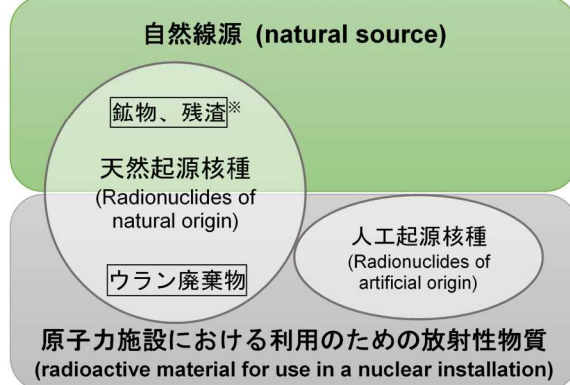 自然線源 (natural source)
鉱物、残渣※
天然起源核種
(Radionuclides of
natural origin)
ウラン廃棄物
人工起源核種
(Radionuclides of
artificial origin)
原子力施設における利用のための放射性物質
(radioactive material for use in a nuclear installation)